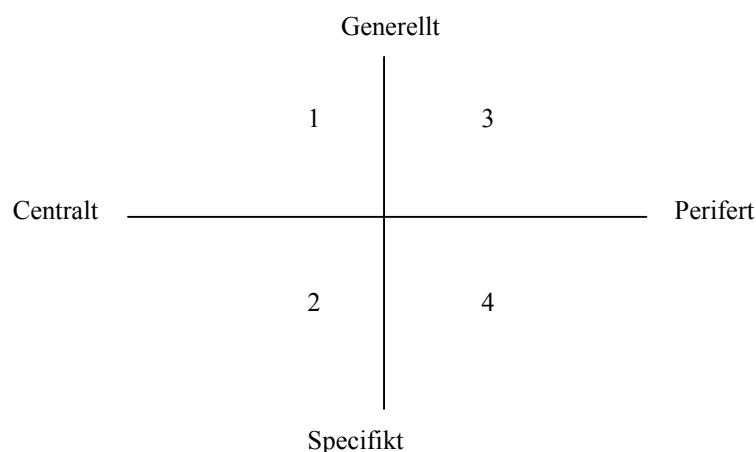 Generellt
1 3
Centralt Perifert
2 4
Specifikt